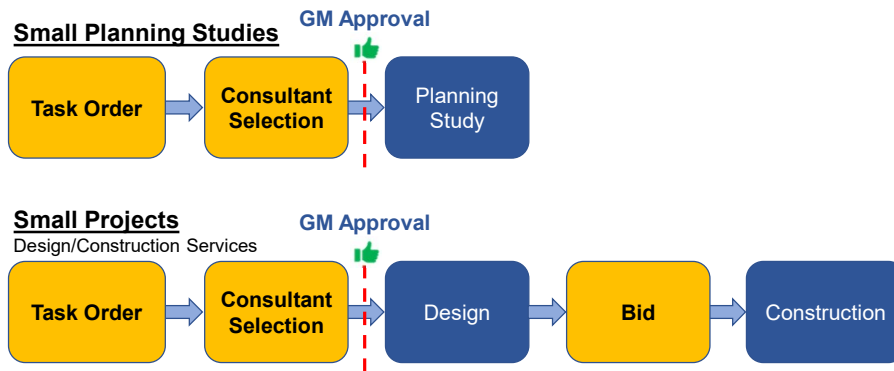 Small Planning Studies
GM Approval
Task Order
Consultant
Selection
Planning
Study
Small Projects
Design/Construction Services
GM Approval
Task Order
Consultant
Selection
Design
Bid
Construction